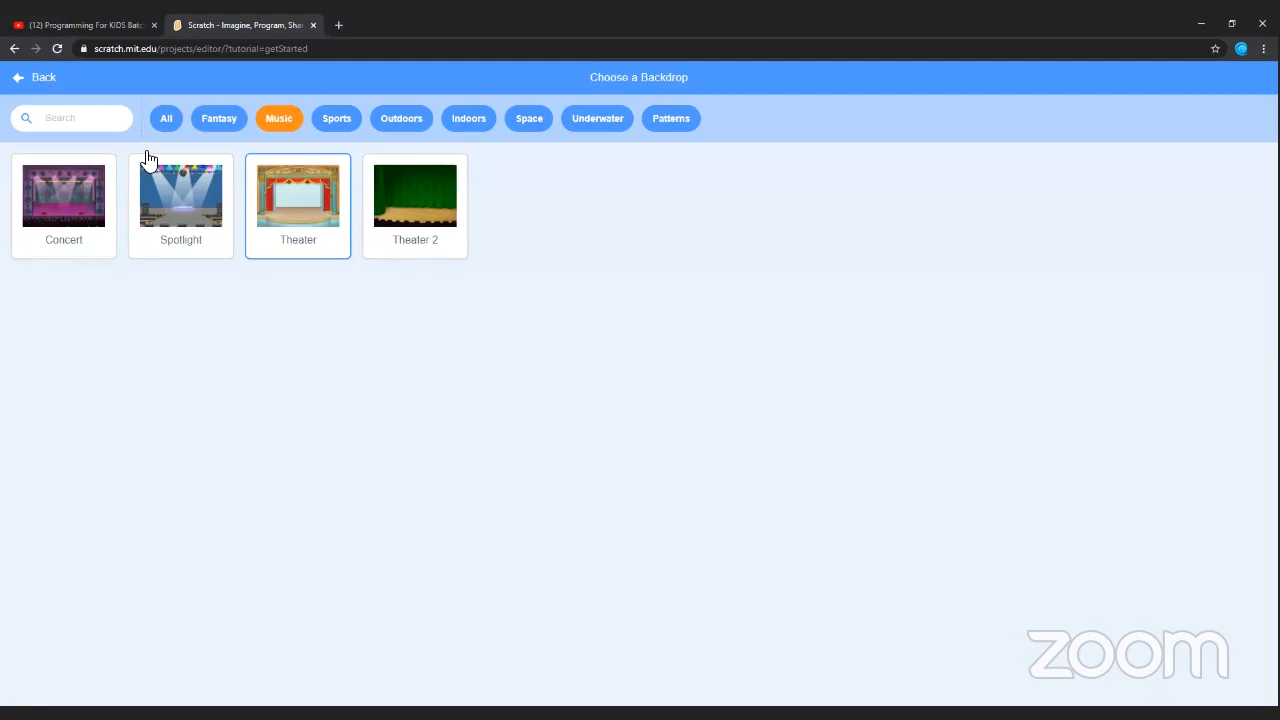 (12) Programming For KIDS Batc
Scratch - Imagine, Program, Sha
scratch.mit.edu/projects/editor/?tutorial=getStarted
Back
Choose a Backdrop
Search
All
Fantasy
Music
Sports
Outdoors
Indoors
Space
Underwater
Patterns
Concert
Spotlight
Theater
Theater 2
zoom